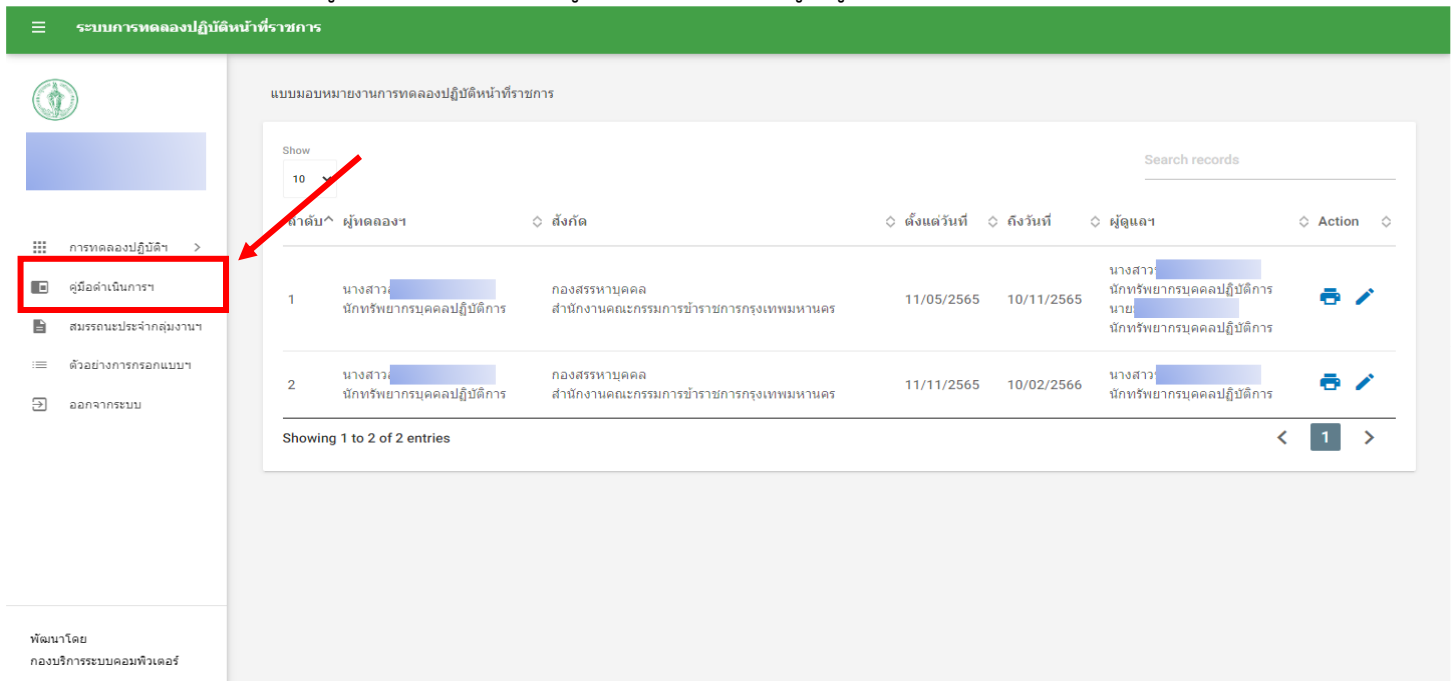 ระบบการทดลองปฏิบัติหน้าที่ราชการ
แบบมอบหมายงานการทดลองปฏิบัติหน้าที่ราชการ
การทดลองปฏิบัติฯ
คู่มือดำเนินการฯ
สมรรถนะประจำกลุ่มงานฯ
ตัวอย่างการกรอกแบบฯ
ออกจากระบบ
พัฒนาโดย
กองบริการระบบคอมพิวเตอร์
Show
10
Search records
ลำดับ ผู้ทดลองฯ สังกัด ตั้งแต่วันที่ ถึงวันที่ ผู้ดูแลฯ Action
1
นางสาว
นักทรัพยากรบุคคลปฏิบัติการ
กองสรรหาบุคคล
สำนักงานคณะกรรมการข้าราชการกรุงเทพมหานคร
11/05/2565
10/11/2565
นางสาว
นักทรัพยากรบุคคลปฏิบัติการ
นาย
นักทรัพยากรบุคคลปฏิบัติการ
2
นางสาว
นักทรัพยากรบุคคลปฏิบัติการ
กองสรรหาบุคคล
สำนักงานคณะกรรมการข้าราชการกรุงเทพมหานคร
11/11/2565
10/02/2566
นางสาว
นักทรัพยากรบุคคลปฏิบัติการ
Showing 1 to 2 of 2 entries
1